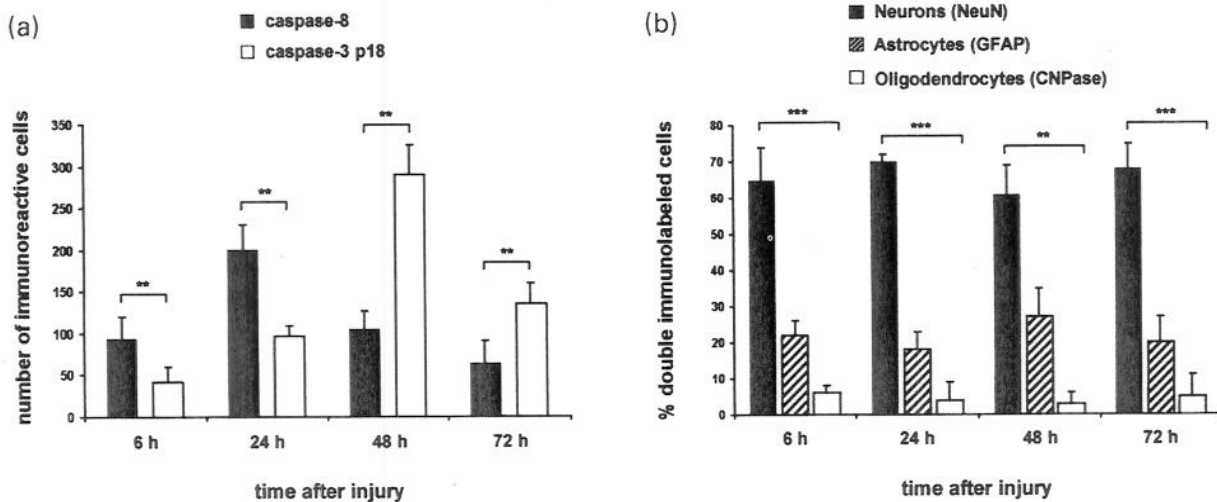 (a)
caspase-8
caspase-3 p18
number of immunoreactive cells
350
300
250
200
150
100
50
0
**
**
**
**
6 h
24 h
48 h
72 h
time after injury
(b)
Neurons (NeuN)
Astrocytes (GFAP)
Oligodendrocytes (CNPase)
% double immunolabeled cells
80
70
60
50
40
30
20
10
0
***
***
**
***
6 h
24 h
48 h
72 h
time after injury